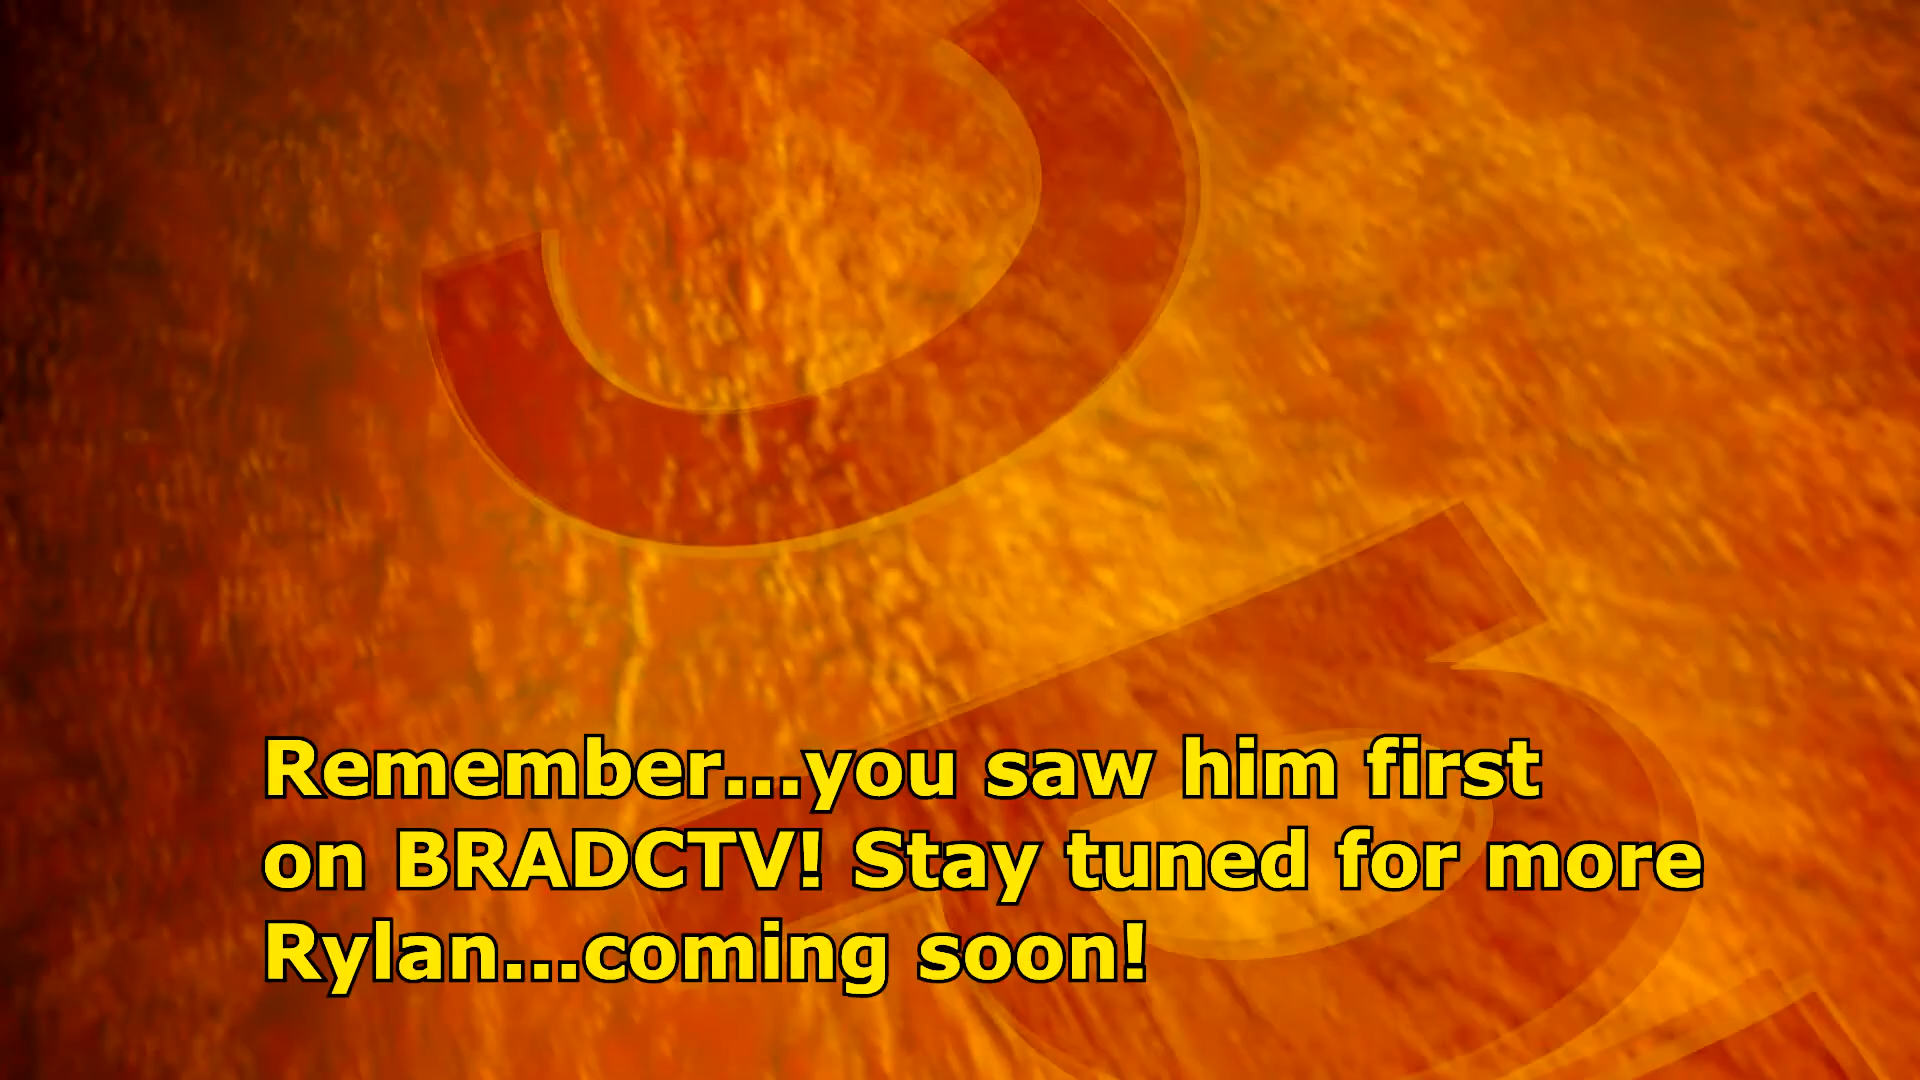 Remember...you saw him first
on BRADCTV! Stay tuned for more
Rylan...coming soon!